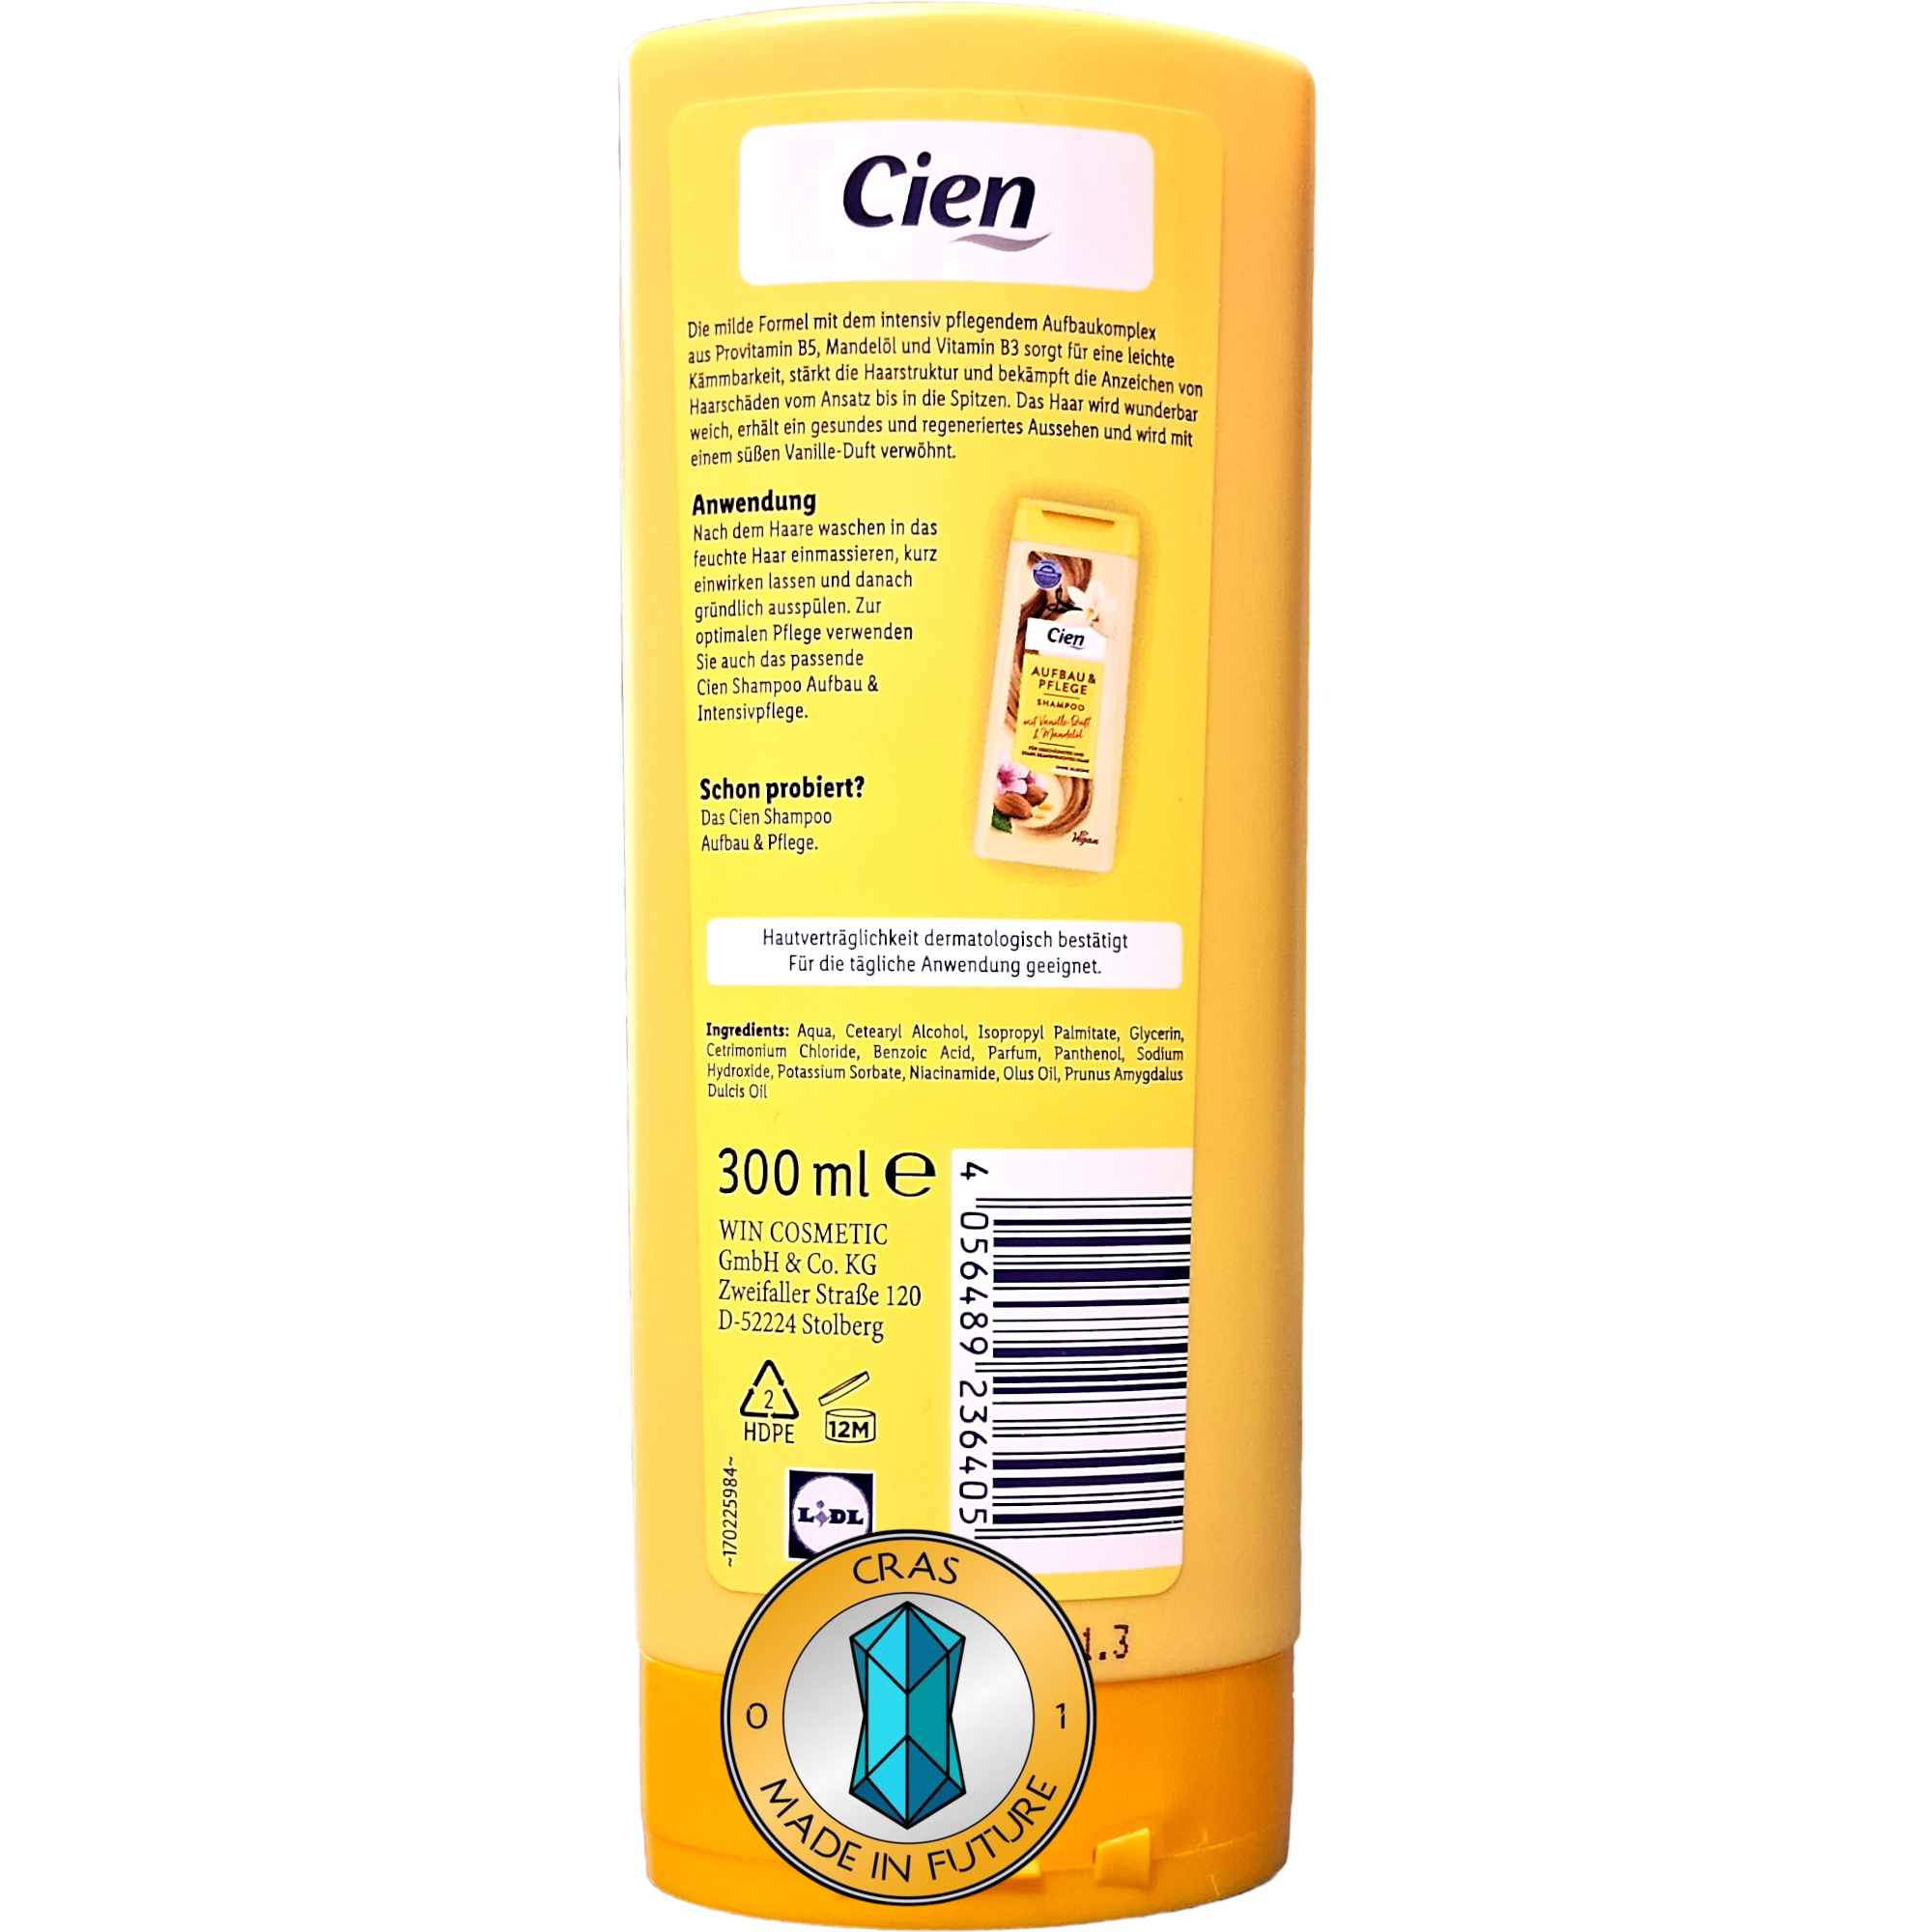 Cien
Die milde Formel mit dem intensiv pflegendem Aufbaukomplex
aus Provitamin B5, Mandelöl und Vitamin B3 sorgt für eine leichte
Kämmbarkeit, stärkt die Haarstruktur und bekämpft die Anzeichen von
Haarschäden vom Ansatz bis in die Spitzen. Das Haar wird wunderbar
weich, erhält ein gesundes und regeneriertes Aussehen und wird mit
einem süßen Vanille-Duft verwöhnt.
Anwendung
Nach dem Haare waschen in das
feuchte Haar einmassieren, kurz
einwirken lassen und danach
gründlich ausspülen. Zur
optimalen Pflege verwenden
Sie auch das passende
Cien Shampoo Aufbau &
Intensivpflege.
Cien
AUFBAU &
PFLEGE
SHAMPOO
mit Vanille-Duft
& Mandelöl
Vegan
Schon probiert?
Das Cien Shampoo
Aufbau & Pflege.
Hautverträglichkeit dermatologisch bestätigt
Für die tägliche Anwendung geeignet.
Ingredients: Aqua, Cetearyl Alcohol, Isopropyl Palmitate, Glycerin,
Cetrimonium Chloride, Benzoic Acid, Parfum, Panthenol, Sodium
Hydroxide, Potassium Sorbate, Niacinamide, Olus Oil, Prunus Amygdalus
Dulcis Oil
300 ml e
WIN COSMETIC
GmbH & Co. KG
Zweifaller Straße 120
D-52224 Stolberg
2
HDPE
12M
~170225984~
LIDL
4 056489 236405
1.3
CRAS
0 1
MADE IN FUTURE